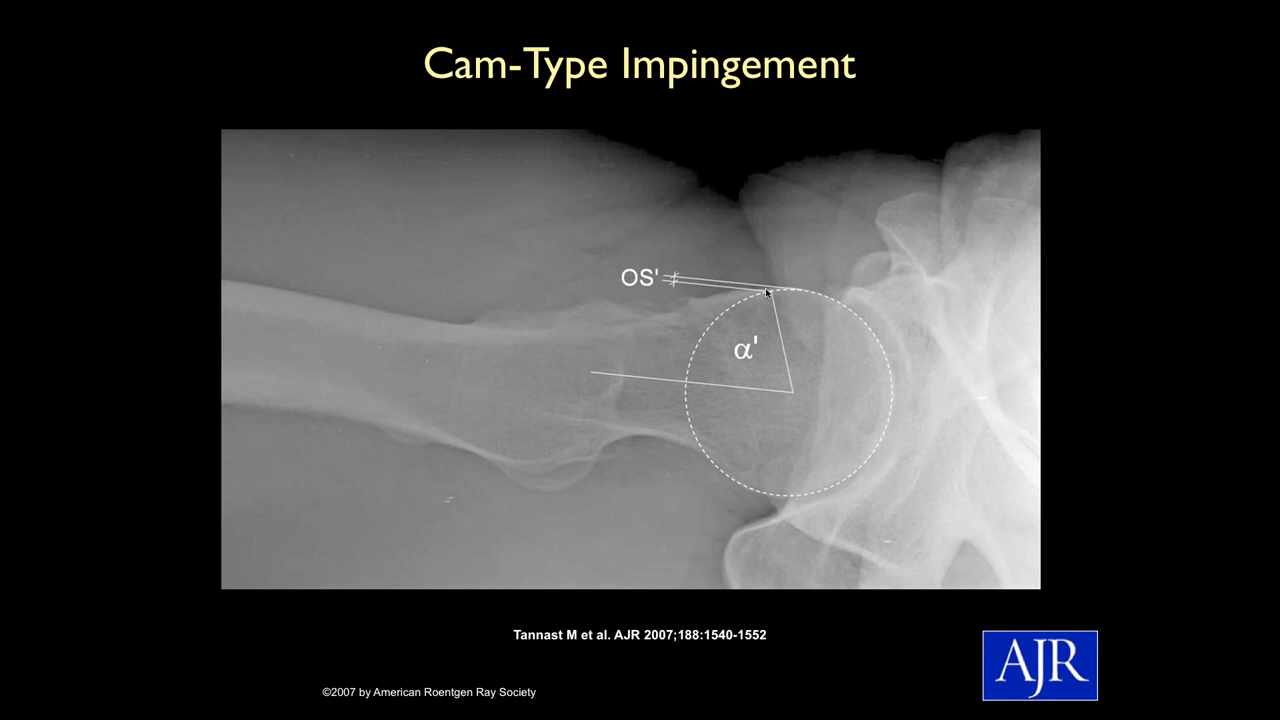 Cam-Type Impingement
OS'
α'
Tannast M et al. AJR 2007;188:1540-1552
AJR
©2007 by American Roentgen Ray Society